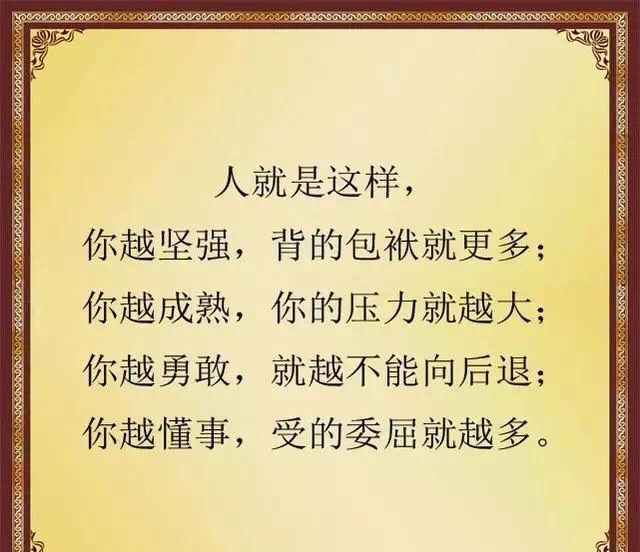 人就是这样，
你越坚强，背的包袱就更多；
你越成熟，你的压力就越大；
你越勇敢，就越不能向后退；
你越懂事，受的委屈就越多。